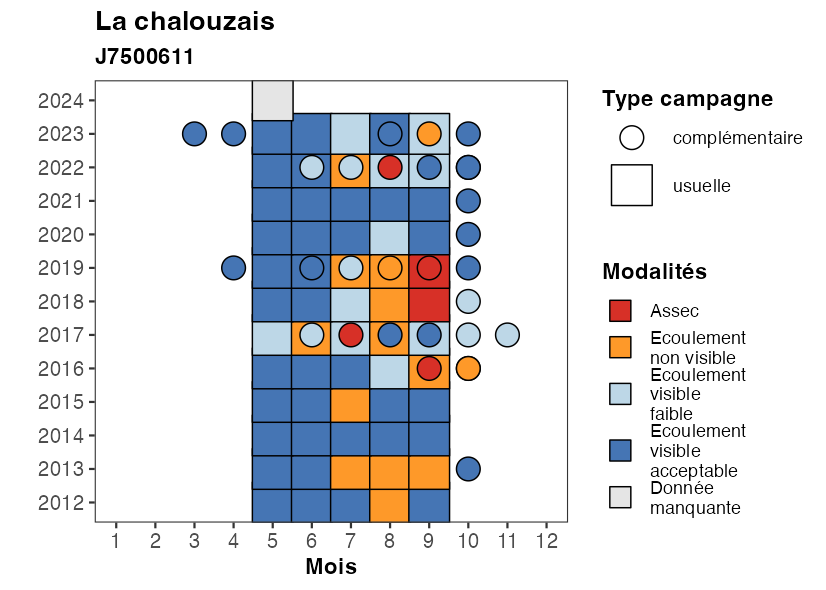 La chalouzais
J7500611
2024
2023
2022
2021
2020
2019
2018
2017
2016
2015
2014
2013
2012
1 2 3 4 5 6 7 8 9 10 11 12
Mois
Type campagne
complémentaire
usuelle
Modalités
Assec
Ecoulement
non visible
Ecoulement
visible
faible
Ecoulement
visible
acceptable
Donnée
manquante